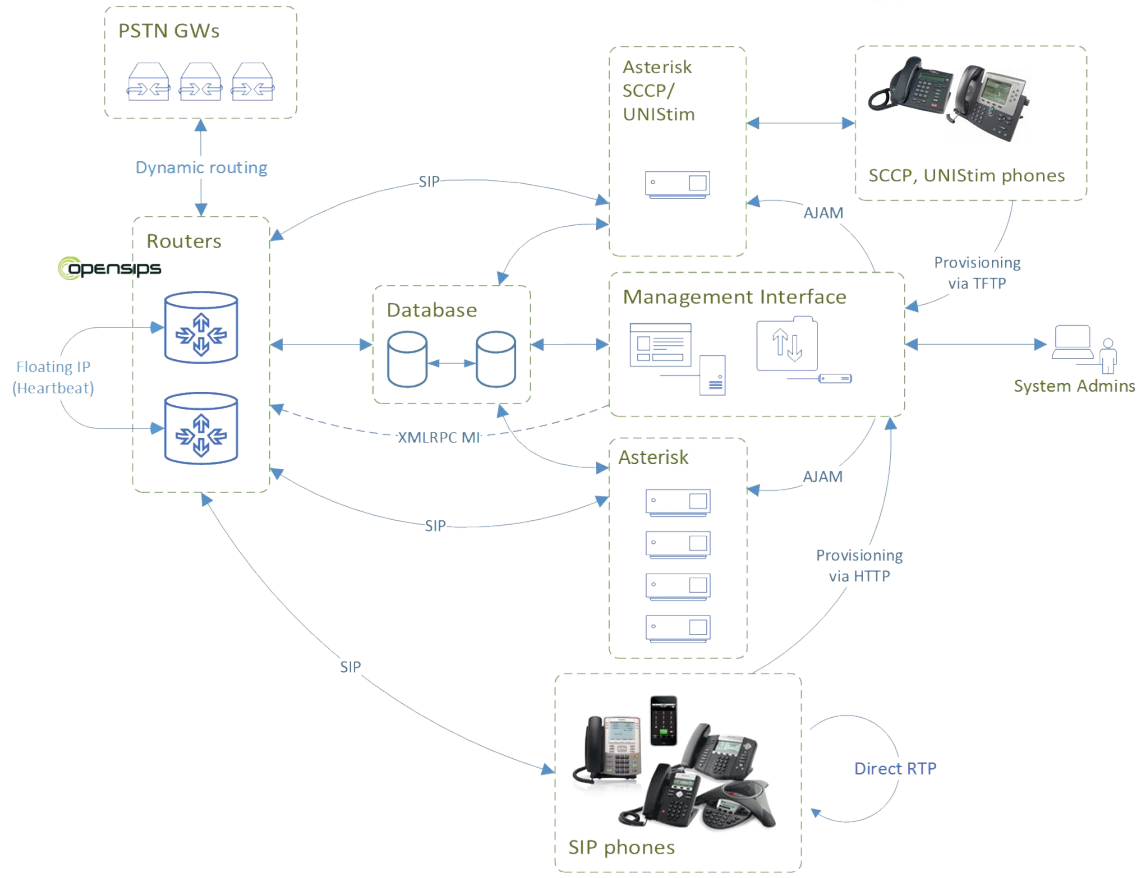 PSTN GWs
Dynamic routing
Routers
opensips
Floating IP
(Heartbeat)
SIP
Database
Asterisk
SCCP/
UNIStim
SCCP, UNIStim phones
AJAM
Provisioning
via TFTP
Management Interface
System Admins
XMLRPC MI
Asterisk
AJAM
SIP
Provisioning
via HTTP
SIP
Direct RTP
SIP phones